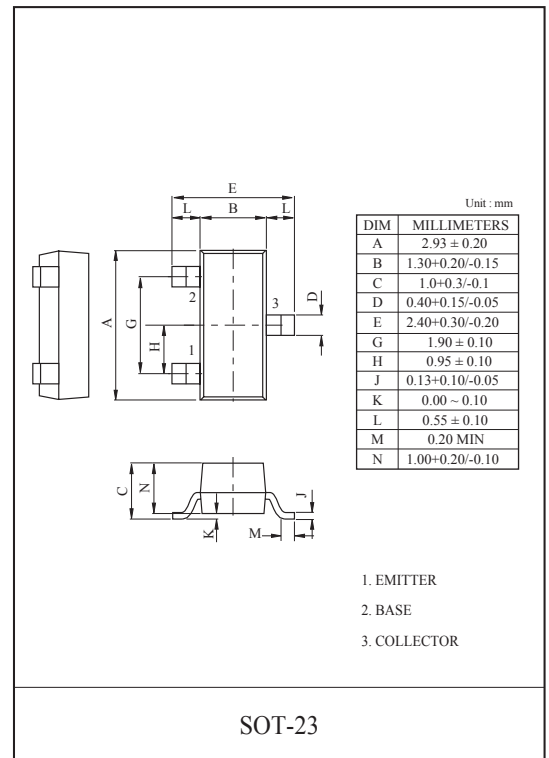 E
L B L
2
3
D
A
G
H
1
C
N
J
K
M
Unit : mm
DIM MILLIMETERS
A 2.93 ± 0.20
B 1.30+0.20/-0.15
C 1.0+0.3/-0.1
D 0.40+0.15/-0.05
E 2.40+0.30/-0.20
G 1.90 ± 0.10
H 0.95 ± 0.10
J 0.13+0.10/-0.05
K 0.00 ~ 0.10
L 0.55 ± 0.10
M 0.20 MIN
N 1.00+0.20/-0.10
1. EMITTER
2. BASE
3. COLLECTOR
SOT-23